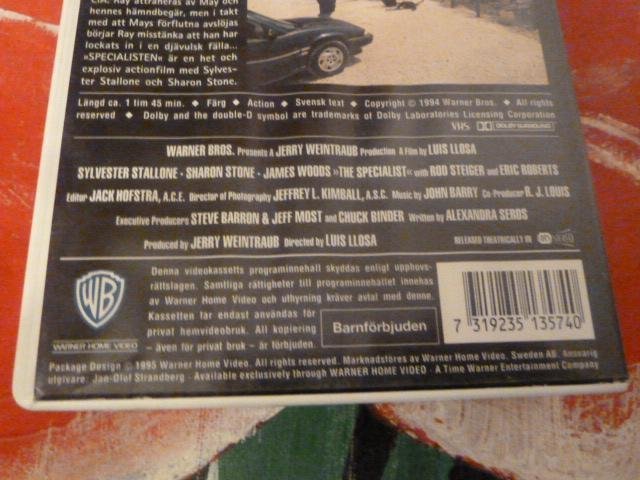 CIA. Ray attraheras av May och
hennes hämndbegär, men i takt
med att Mays förflutna avslöjas
börjar Ray misstänka att han har
lockats in i en djävulsk fälla...
»SPECIALISTEN« är en het och
explosiv actionfilm med Sylves-
ter Stallone och Sharon Stone.
Längd ca. 1 tim 45 min. ◆ Färg ◆ Action ◆ Svensk text ◆ Copyright © 1994 Warner Bros. ◆ All rights
reserved ◆ Dolby and the double-D symbol are trademarks of Dolby Laboratories Licensing Corporation
VHS DOLBY SURROUND
WARNER BROS. Presents A JERRY WEINTRAUB Production A Film by LUIS LLOSA
SYLVESTER STALLONE · SHARON STONE · JAMES WOODS »THE SPECIALIST« WITH ROD STEIGER and ERIC ROBERTS
Editor JACK HOFSTRA, A.C.E. Director of Photography JEFFREY L. KIMBALL, A.S.C. Music by JOHN BARRY Co-Producer R. J. LOUIS
Executive Producers STEVE BARRON & JEFF MOST and CHUCK BINDER Written by ALEXANDRA SEROS
Produced by JERRY WEINTRAUB Directed by LUIS LLOSA
RELEASED THEATRICALLY IN
WB
WARNER HOME VIDEO
Denna videokassetts programinnehåll skyddas enligt upphovs-
rättslagen. Samtliga rättigheter till programinnehållet innehas
av Warner Home Video och uthyrning kräver avtal med denne.
Kassetten får endast användas för
privat hemvideobruk. All kopiering
– även för privat bruk – är förbjuden.
Barnförbjuden
7 319235 135740
Package Design © 1995 Warner Home Video. All rights reserved. Marknadsföres av Warner Home Video. Sweden AB. Ansvarig
utgivare: Jan-Olof Strandberg · Available exclusively through WARNER HOME VIDEO · A Time Warner Entertainment Company